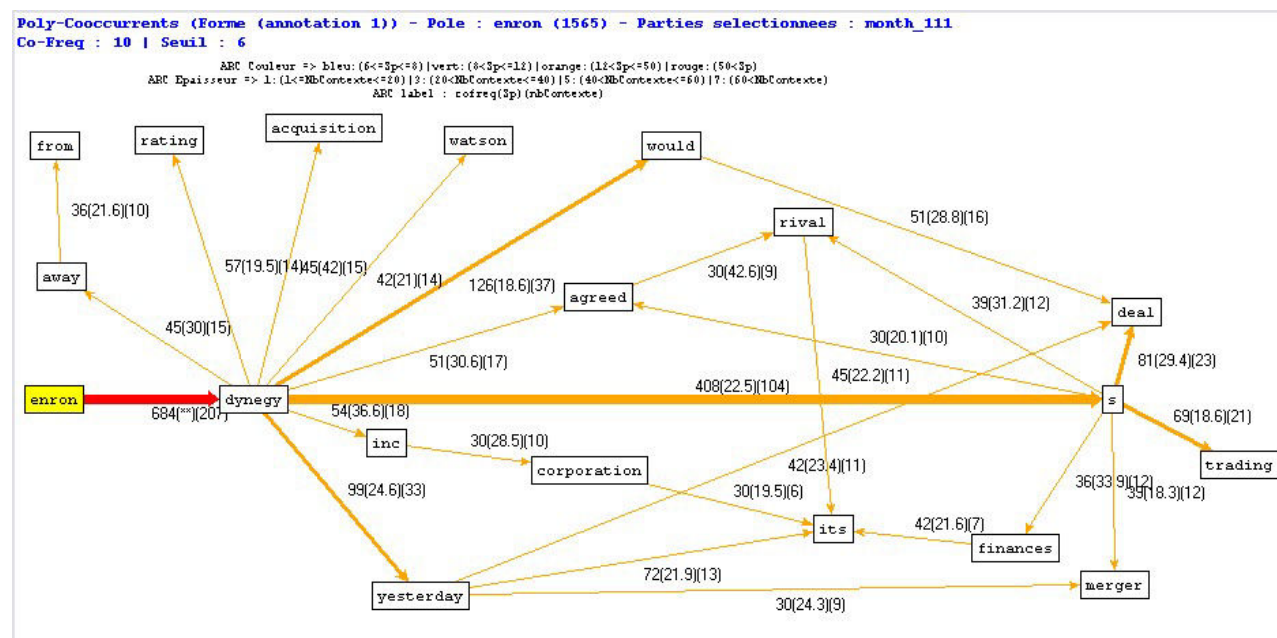 Poly-Cooccurrents (Forme (annotation 1)) - Pole : enron (1565) - Parties selectionnees : month_111
Co-Freq : 10 | Seuil : 6
ARC Couleur => bleu:(6<=Sp<=8)|vert:(8<Sp<=12)|orange:(12<Sp<=50)|rouge:(50<Sp)
ARC Epaisseur => 1:(1<=NbContexte<=20)|3:(20<NbContexte<=40)|5:(40<NbContexte<=60)|7:(60<NbContexte)
ARC label : cofreq(Sp)(nbContexte)
from
rating
acquisition
watson
would
36(21.6)(10)
51(28.8)(16)
rival
away
57(19.5)(14)
45(42)(15)
42(21)(14)
126(18.6)(37)
30(42.6)(9)
agreed
39(31.2)(12)
deal
45(30)(15)
51(30.6)(17)
30(20.1)(10)
45(22.2)(11)
81(29.4)(23)
enron
684(**)(207)
dynegy
408(22.5)(104)
s
54(36.6)(18)
69(18.6)(21)
inc
30(28.5)(10)
corporation
42(23.4)(11)
trading
99(24.6)(33)
30(19.5)(6)
36(33.9)(12)
39(18.3)(12)
its
42(21.6)(7)
finances
72(21.9)(13)
yesterday
30(24.3)(9)
merger